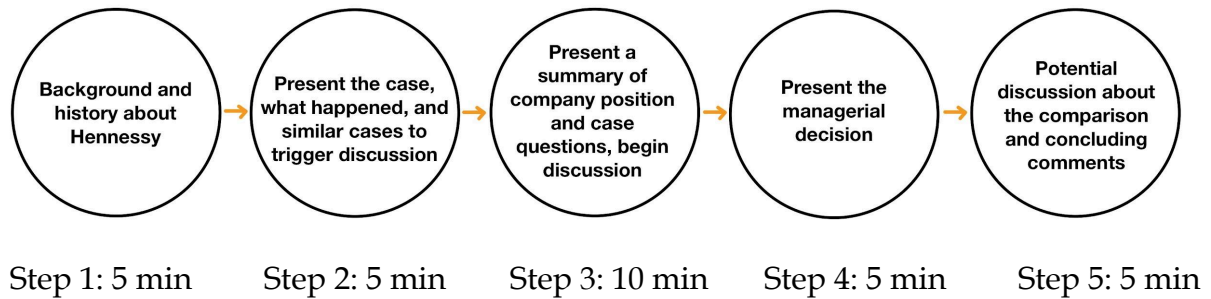 Background and
history about
Hennessy
Present the case,
what happened, and
similar cases to
trigger discussion
Present a
summary of
company position
and case
questions, begin
discussion
Present the
managerial
decision
Potential
discussion about
the comparison
and concluding
comments
Step 1: 5 min
Step 2: 5 min
Step 3: 10 min
Step 4: 5 min
Step 5: 5 min